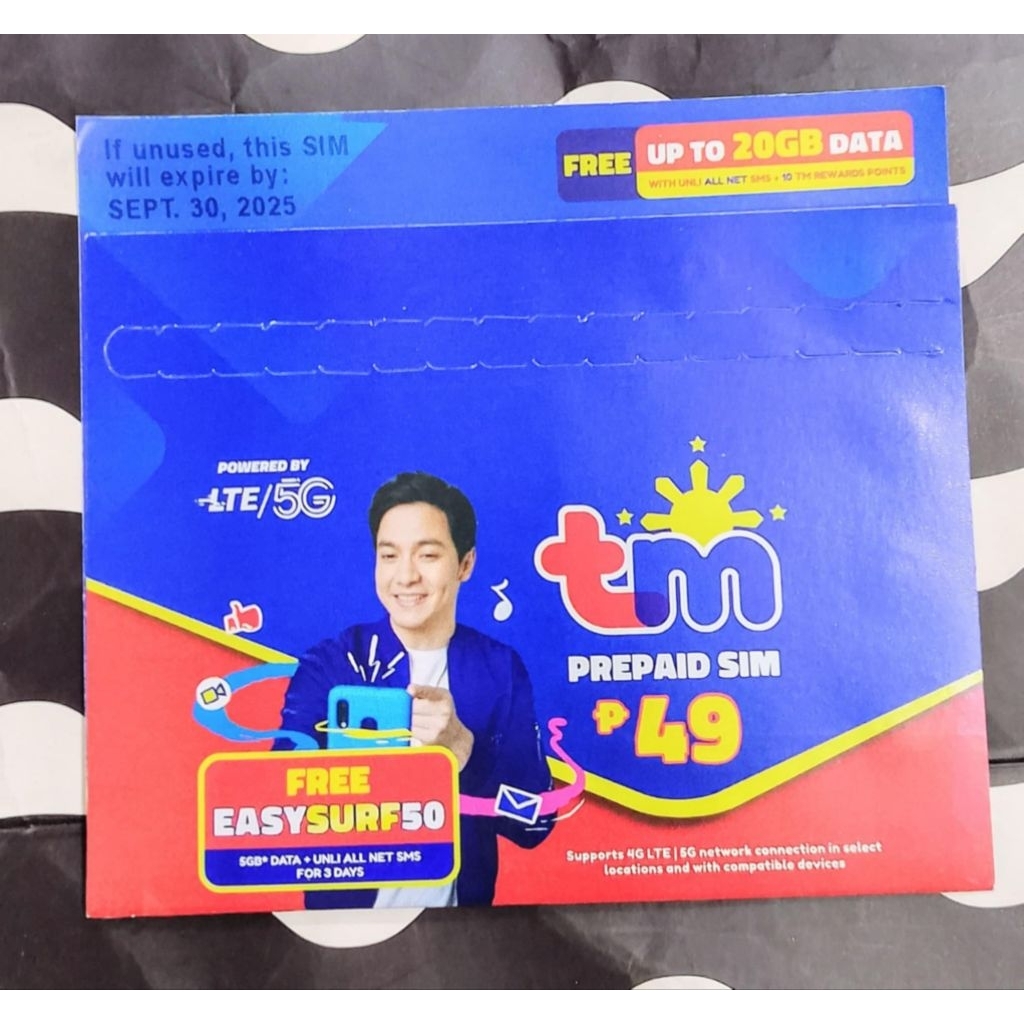 If unused, this SIM
will expire by:
SEPT. 30, 2025
FREE
UP TO 20GB DATA
WITH UNLI ALL NET SMS + 10 TM REWARDS POINTS
POWERED BY
LTE/5G
tm
PREPAID SIM
₱49
FREE
EASYSURF50
5GB* DATA + UNLI ALL NET SMS
FOR 3 DAYS
Supports 4G LTE | 5G network connection in select
locations and with compatible devices